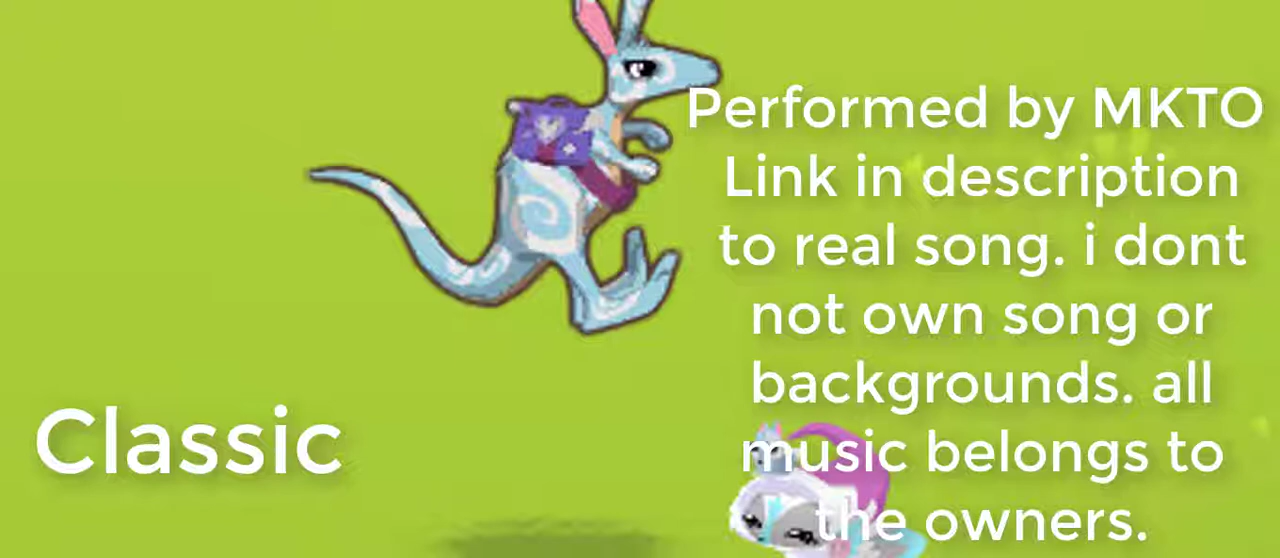 Performed by MKTO
Link in description
to real song. i dont
not own song or
backgrounds. all
music belongs to
the owners.
Classic